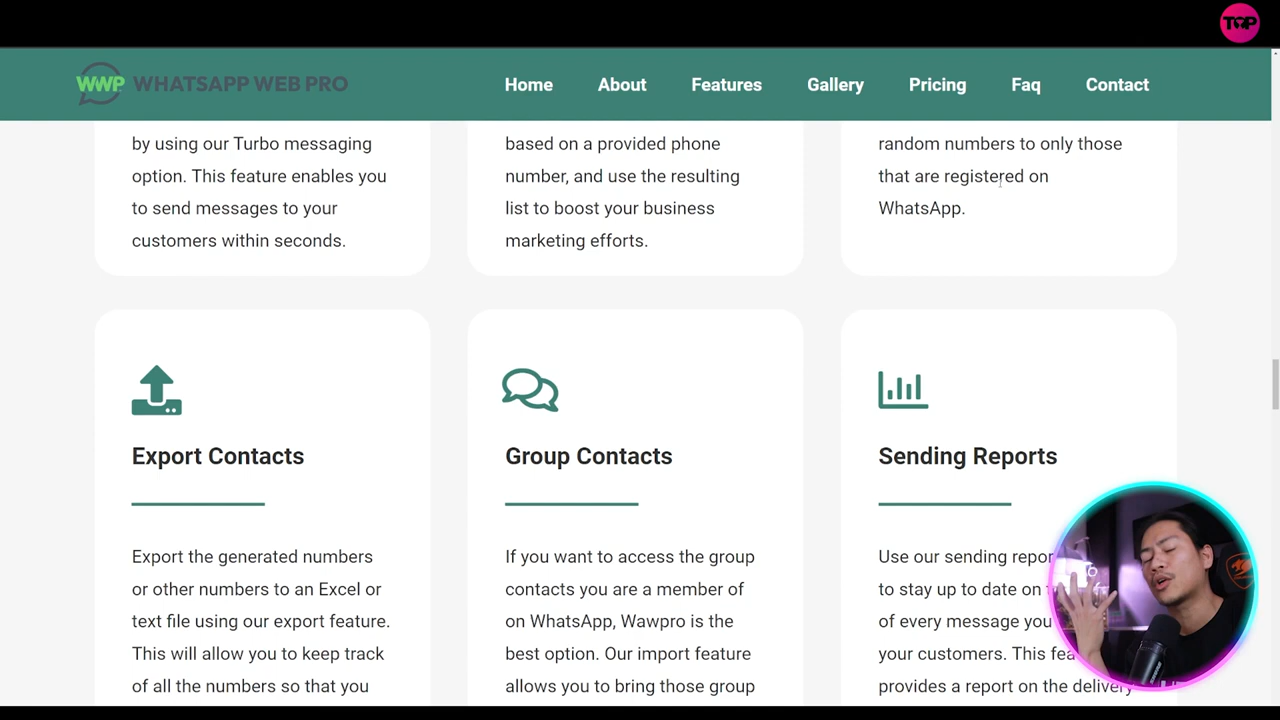 TOP
WWP WHATSAPP WEB PRO
Home About Features Gallery Pricing Faq Contact
by using our Turbo messaging
option. This feature enables you
to send messages to your
customers within seconds.
based on a provided phone
number, and use the resulting
list to boost your business
marketing efforts.
random numbers to only those
that are registered on
WhatsApp.
Export Contacts
Export the generated numbers
or other numbers to an Excel or
text file using our export feature.
This will allow you to keep track
of all the numbers so that you
Group Contacts
If you want to access the group
contacts you are a member of
on WhatsApp, Wawpro is the
best option. Our import feature
allows you to bring those group
Sending Reports
Use our sending repor
to stay up to date on
of every message you
your customers. This fea
provides a report on the delivery